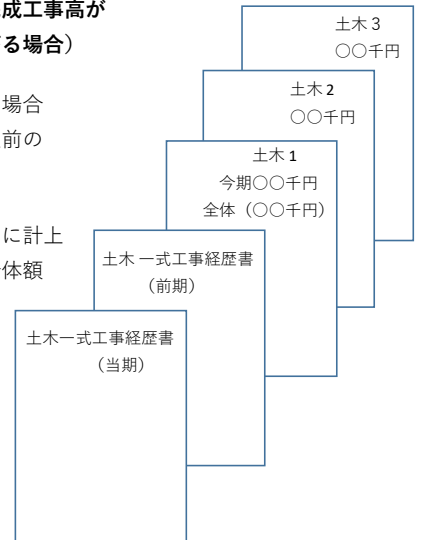 成工事高が
る場合）
場合
前の
に計上
体額
土木３
〇〇千円
土木２
〇〇千円
土木１
今期〇〇千円
全体（〇〇千円）
土木 一式工事経歴書
（前期）
土木一式工事経歴書
（当期）